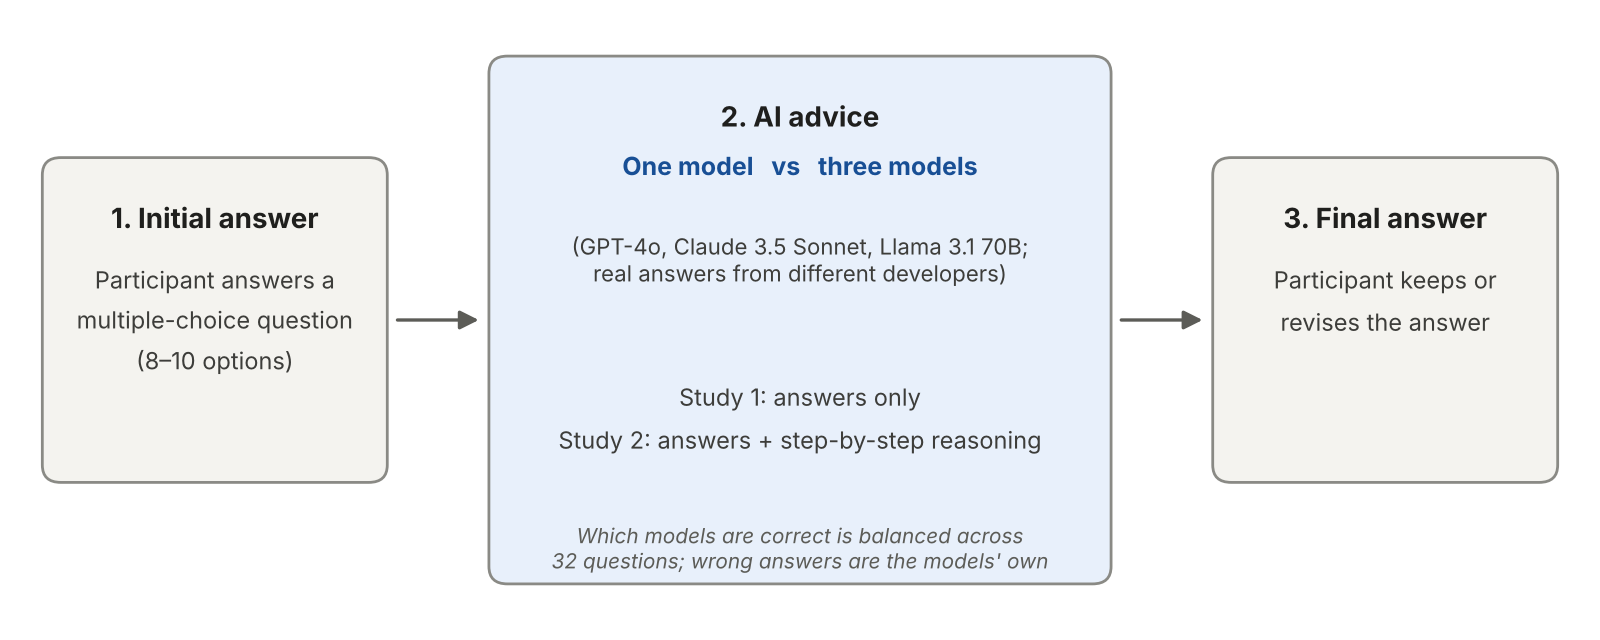 1. Initial answer
Participant answers a
multiple-choice question
(8–10 options)
2. AI advice
One model vs three models
(GPT-4o, Claude 3.5 Sonnet, Llama 3.1 70B;
real answers from different developers)
Study 1: answers only
Study 2: answers + step-by-step reasoning
Which models are correct is balanced across
32 questions; wrong answers are the models' own
3. Final answer
Participant keeps or
revises the answer